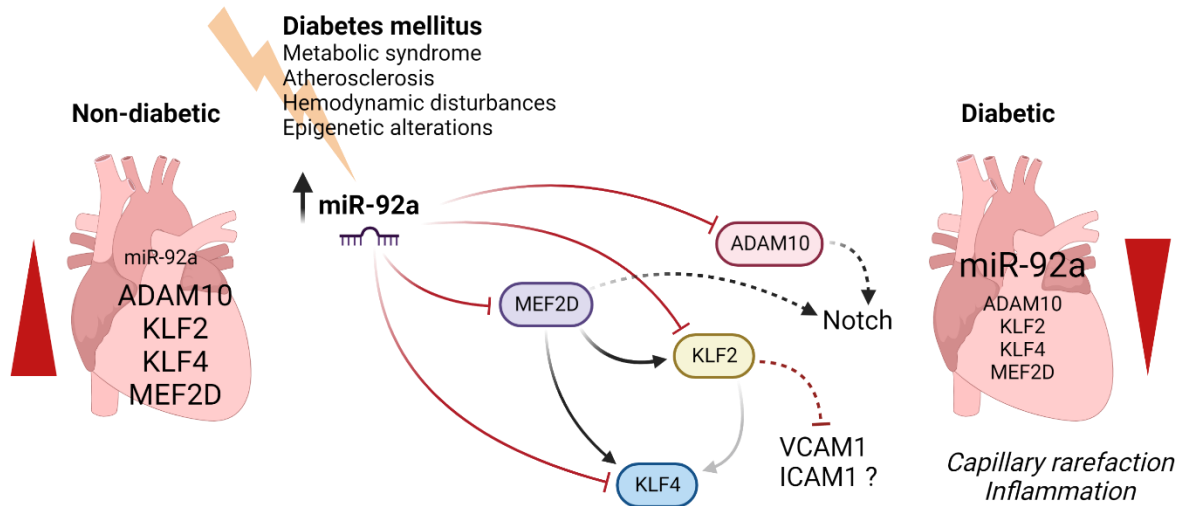 Diabetes mellitus
Metabolic syndrome
Atherosclerosis
Hemodynamic disturbances
Epigenetic alterations
Non-diabetic
miR-92a
ADAM10
KLF2
KLF4
MEF2D
miR-92a
ADAM10
MEF2D
Notch
KLF2
VCAM1
ICAM1 ?
KLF4
Diabetic
miR-92a
ADAM10
KLF2
KLF4
MEF2D
Capillary rarefaction
Inflammation